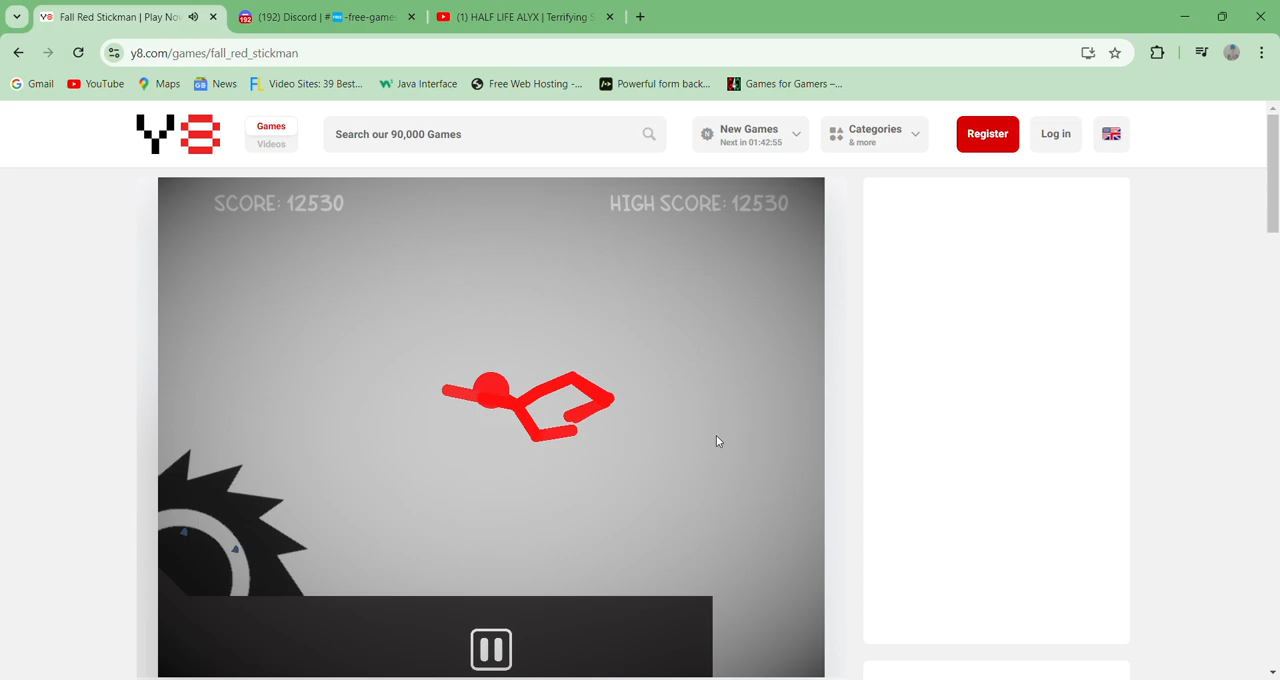 Fall Red Stickman | Play Nov
(192) Discord | # -free-games
(1) HALF LIFE ALYX | Terrifying S
y8.com/games/fall_red_stickman
Gmail
YouTube
Maps
News
Video Sites: 39 Best...
Java Interface
Free Web Hosting -...
Powerful form back...
Games for Gamers –...
Y8
Games
Videos
Search our 90,000 Games
New Games
Next in 01:42:55
Categories
& more
Register
Log in
SCORE: 12530
HIGH SCORE: 12530